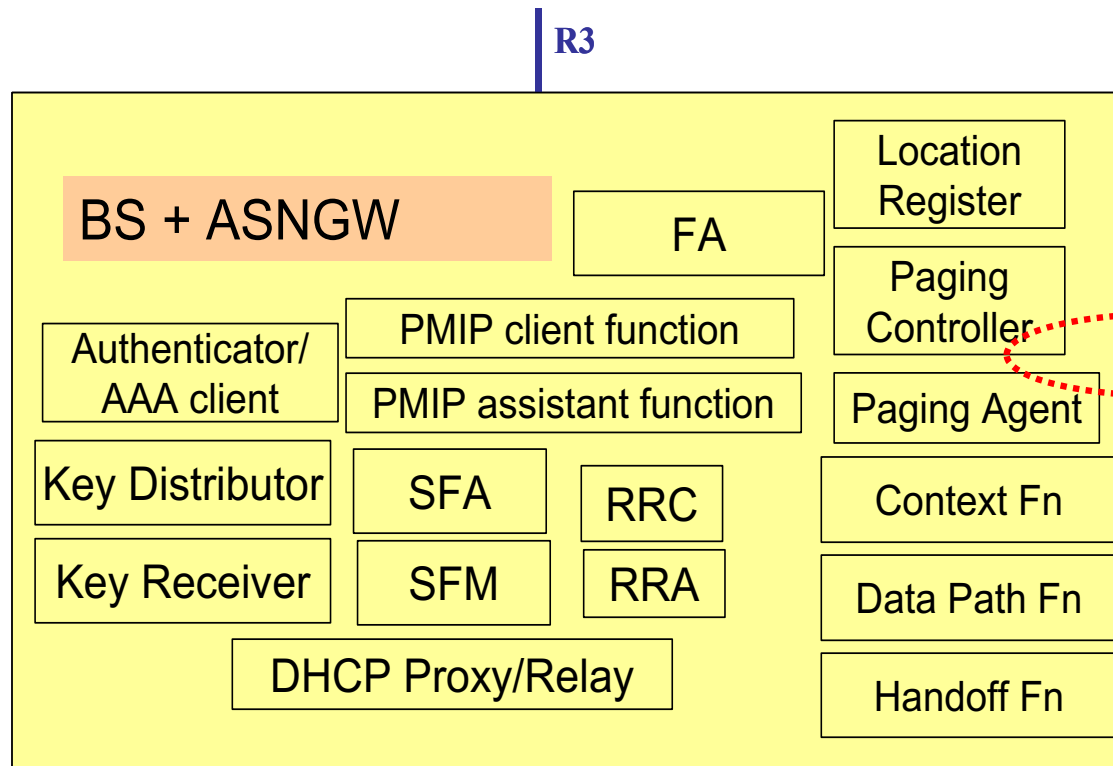 R3
BS + ASNGW
FA
Location
Register
Paging
Controller
PMIP client function
Authenticator/
AAA client
PMIP assistant function
Paging Agent
Key Distributor
SFA
RRC
Context Fn
Key Receiver
SFM
RRA
Data Path Fn
DHCP Proxy/Relay
Handoff Fn